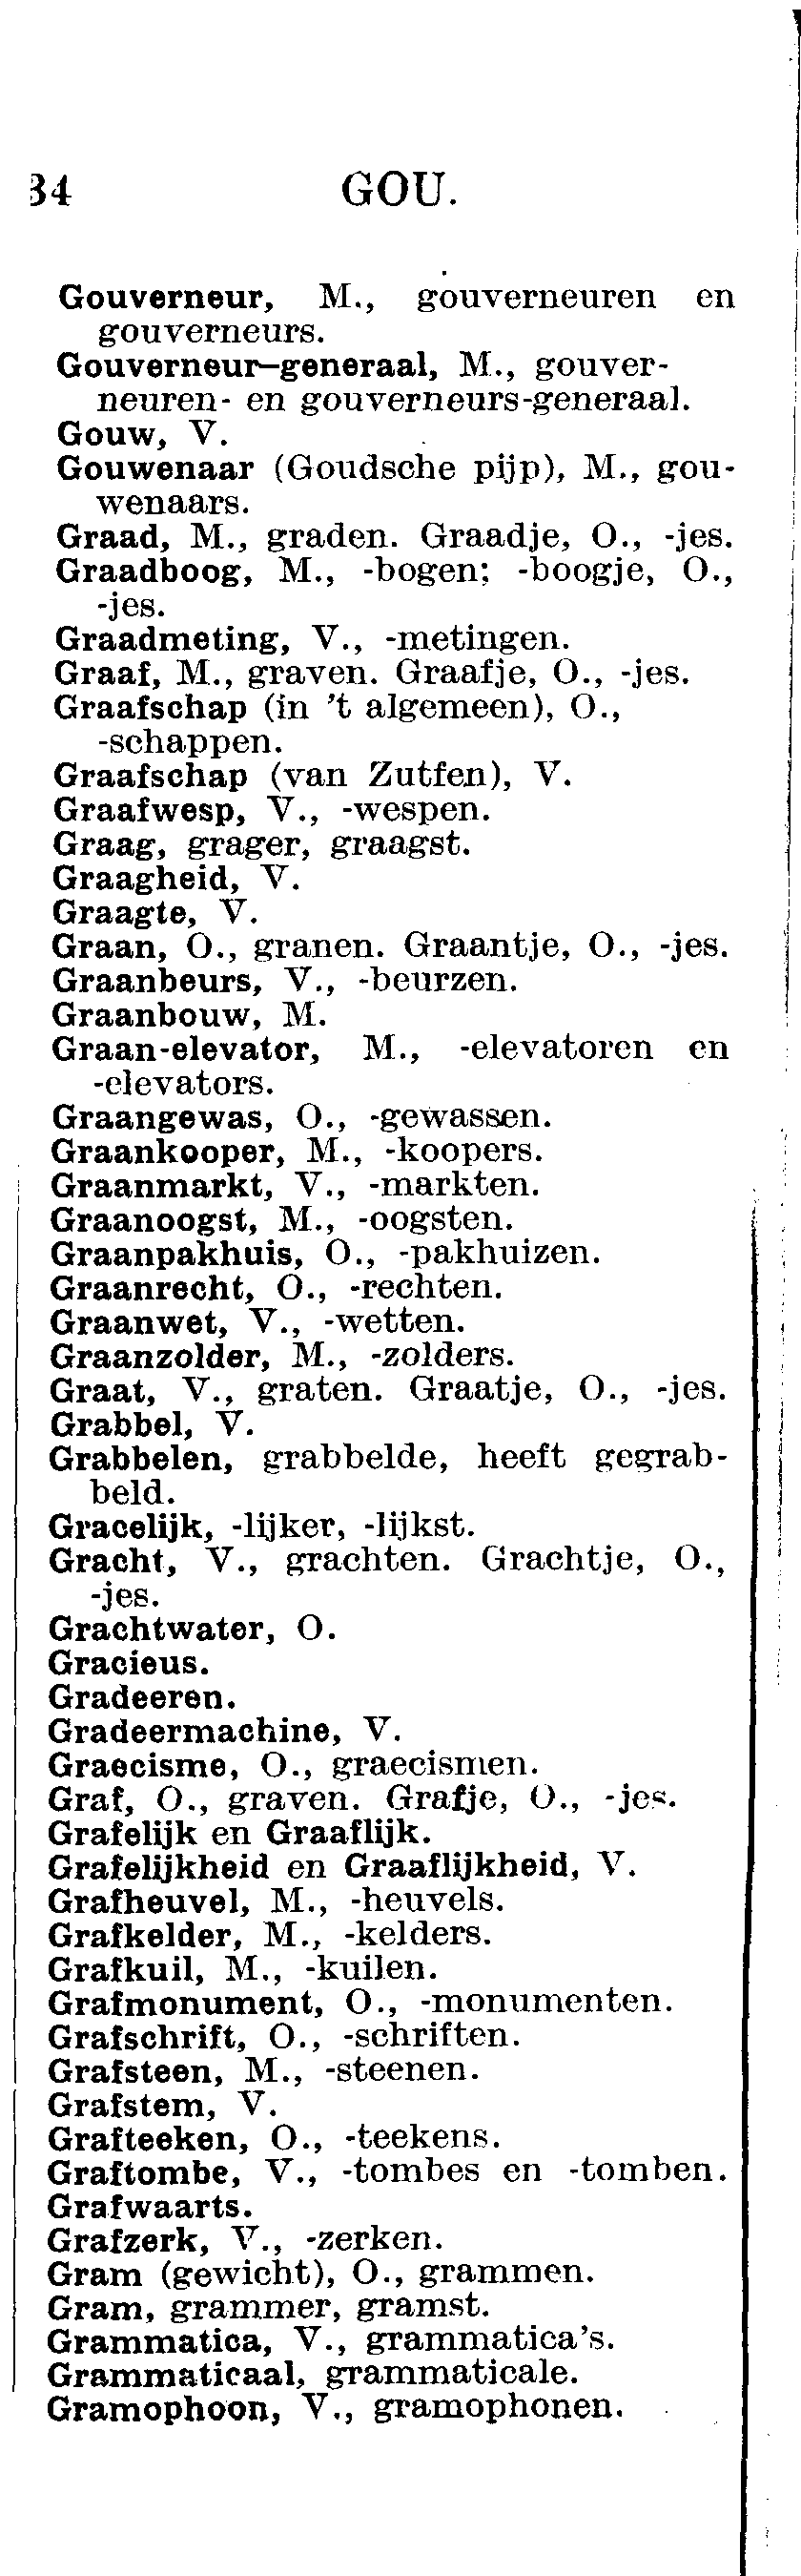 34 GOU.
Gouverneur, M., gouverneuren en
gouverneurs.
Gouverneur-generaal, M., gouver-
neuren- en gouverneurs-generaal.
Gouw, V.
Gouwenaar (Goudsche pijp), M., gou-
wenaars.
Graad, M., graden. Graadje, O., -jes.
Graadboog, M., -bogen; -boogje, O.,
-jes.
Graadmeting, V., -metingen.
Graaf, M., graven. Graafje, O., -jes.
Graafschap (in 't algemeen), O.,
-schappen.
Graafschap (van Zutfen), V.
Graafwesp, V., -wespen.
Graag, grager, graagst.
Graagheid, V.
Graagte, V.
Graan, O., granen. Graantje, O., -jes.
Graanbeurs, V., -beurzen.
Graanbouw, M.
Graan-elevator, M., -elevatoren en
-elevators.
Graangewas, O., -gewassen.
Graankooper, M., -koopers.
Graanmarkt, V., -markten.
Graanoogst, M., -oogsten.
Graanpakhuis, O., -pakhuizen.
Graanrecht, O., -rechten.
Graanwet, V., -wetten.
Graanzolder, M., -zolders.
Graat, V., graten. Graatje, O., -jes.
Grabbel, V.
Grabbelen, grabbelde, heeft gegrab-
beld.
Gracelijk, -lijker, -lijkst.
Gracht, V., grachten. Grachtje, O.,
-jes.
Grachtwater, O.
Gracieus.
Gradeeren.
Gradeermachine, V.
Graecisme, O., graecismen.
Graf, O., graven. Grafje, O., -jes.
Grafelijk en Graaflijk.
Grafelijkheid en Graaflijkheid, V.
Grafheuvel, M., -heuvels.
Grafkelder, M., -kelders.
Grafkuil, M., -kuilen.
Grafmonument, O., -monumenten.
Grafschrift, O., -schriften.
Grafsteen, M., -steenen.
Grafstem, V.
Grafteeken, O., -teekens.
Graftombe, V., -tombes en -tomben.
Grafwaarts.
Grafzerk, V., -zerken.
Gram (gewicht), O., grammen.
Gram, grammer, gramst.
Grammatica, V., grammatica's.
Grammaticaal, grammaticale.
Gramophoon, V., gramophonen.